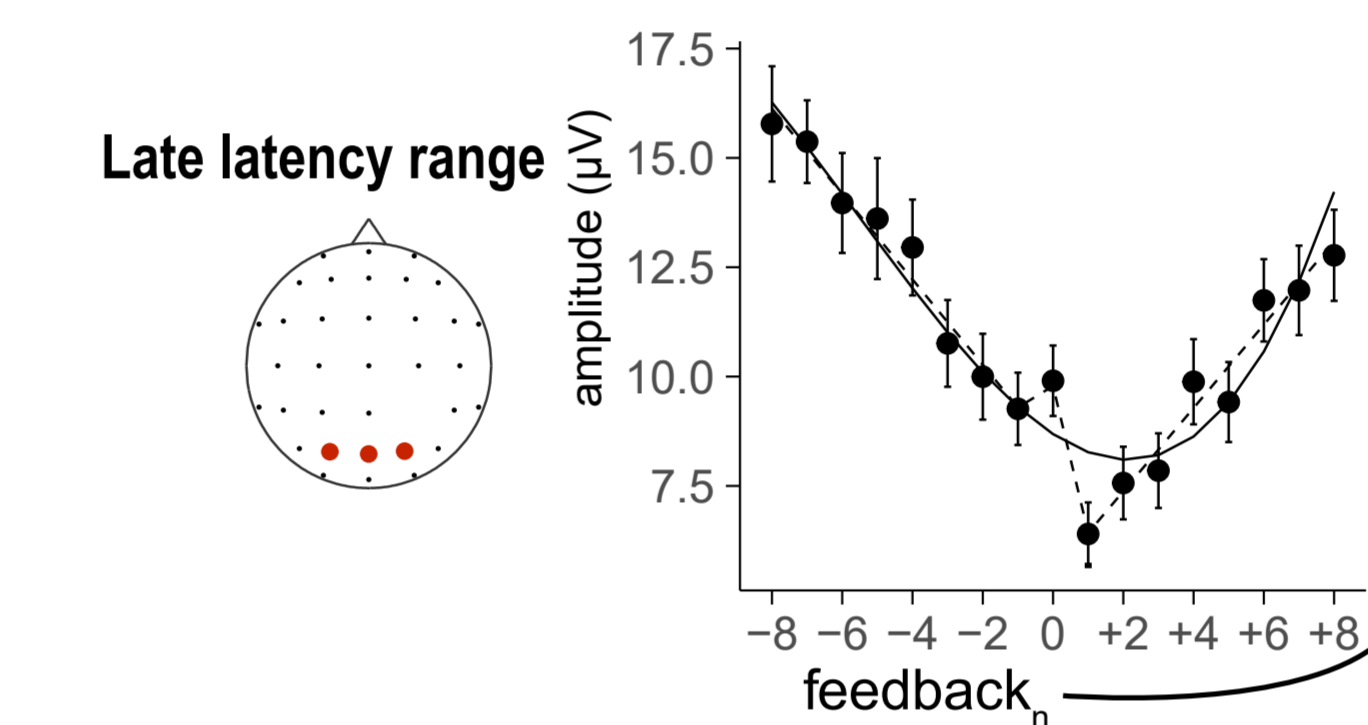 Late latency range
amplitude (µV)
17.5
15.0
12.5
10.0
7.5
−8 −6 −4 −2 0 +2 +4 +6 +8
feedbackn